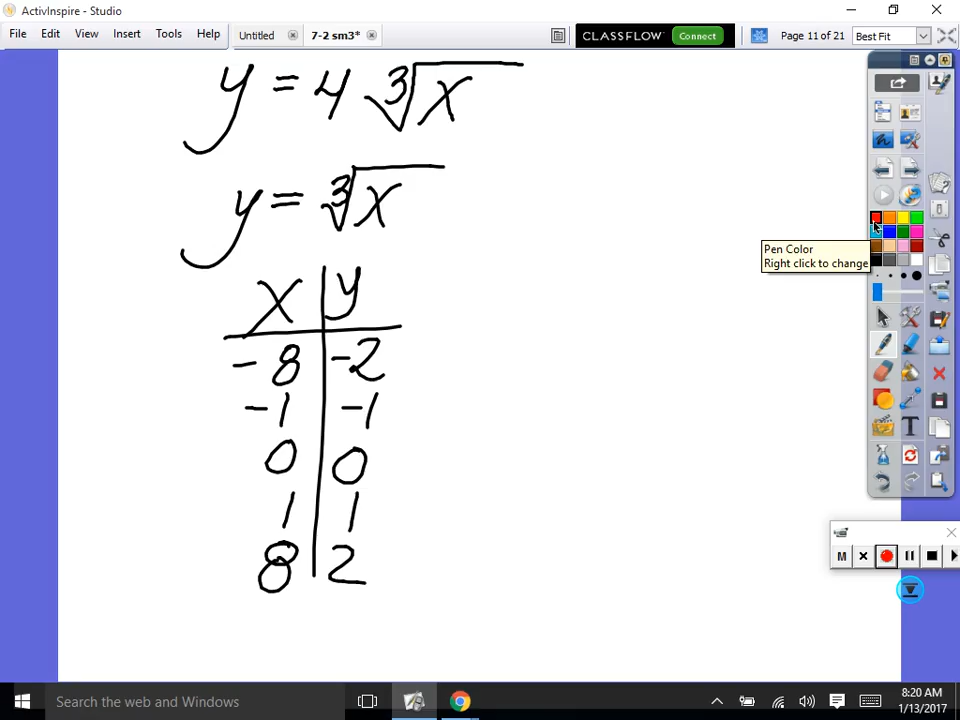 ActivInspire - Studio
File Edit View Insert Tools Help Untitled 7-2 sm3* CLASSFLOW Connect Page 11 of 21 Best Fit
y = 4 ∛x
y = ∛x
x y
-8 -2
-1 -1
0 0
1 1
8 2
Pen Color
Right click to change
T
M
Search the web and Windows
8:20 AM
1/13/2017